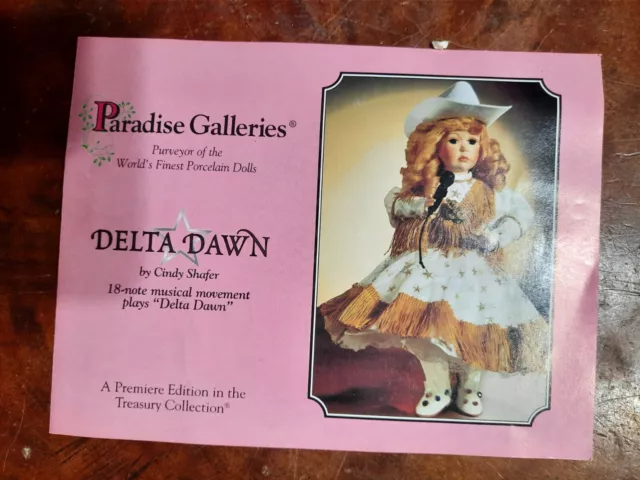 Paradise Galleries®
Purveyor of the
World's Finest Porcelain Dolls
DELTA DAWN
by Cindy Shafer
18-note musical movement
plays "Delta Dawn"
A Premiere Edition in the
Treasury Collection®